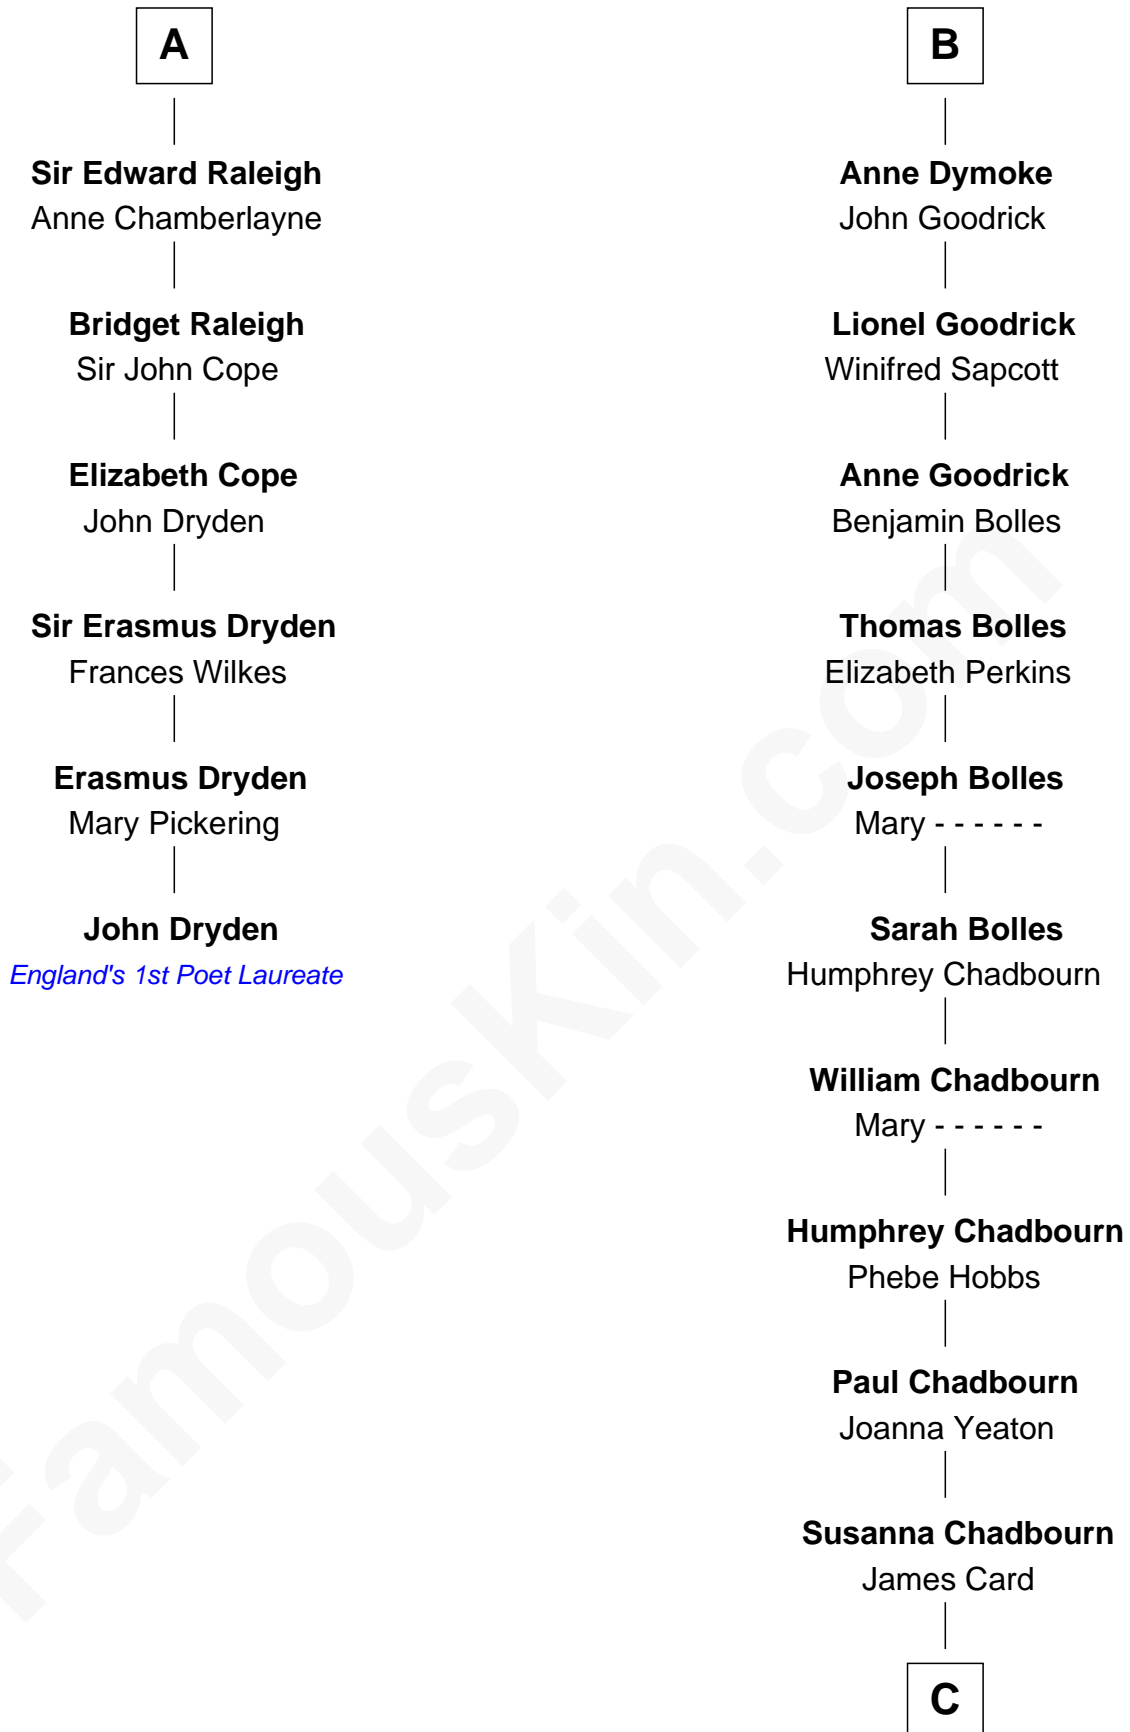 A
Sir Edward Raleigh
Anne Chamberlayne
Bridget Raleigh
Sir John Cope
Elizabeth Cope
John Dryden
Sir Erasmus Dryden
Frances Wilkes
Erasmus Dryden
Mary Pickering
John Dryden
England's 1st Poet Laureate
B
Anne Dymoke
John Goodrick
Lionel Goodrick
Winifred Sapcott
Anne Goodrick
Benjamin Bolles
Thomas Bolles
Elizabeth Perkins
Joseph Bolles
Mary - - - - - -
Sarah Bolles
Humphrey Chadbourn
William Chadbourn
Mary - - - - - -
Humphrey Chadbourn
Phebe Hobbs
Paul Chadbourn
Joanna Yeaton
Susanna Chadbourn
James Card
C
FamousKin.com